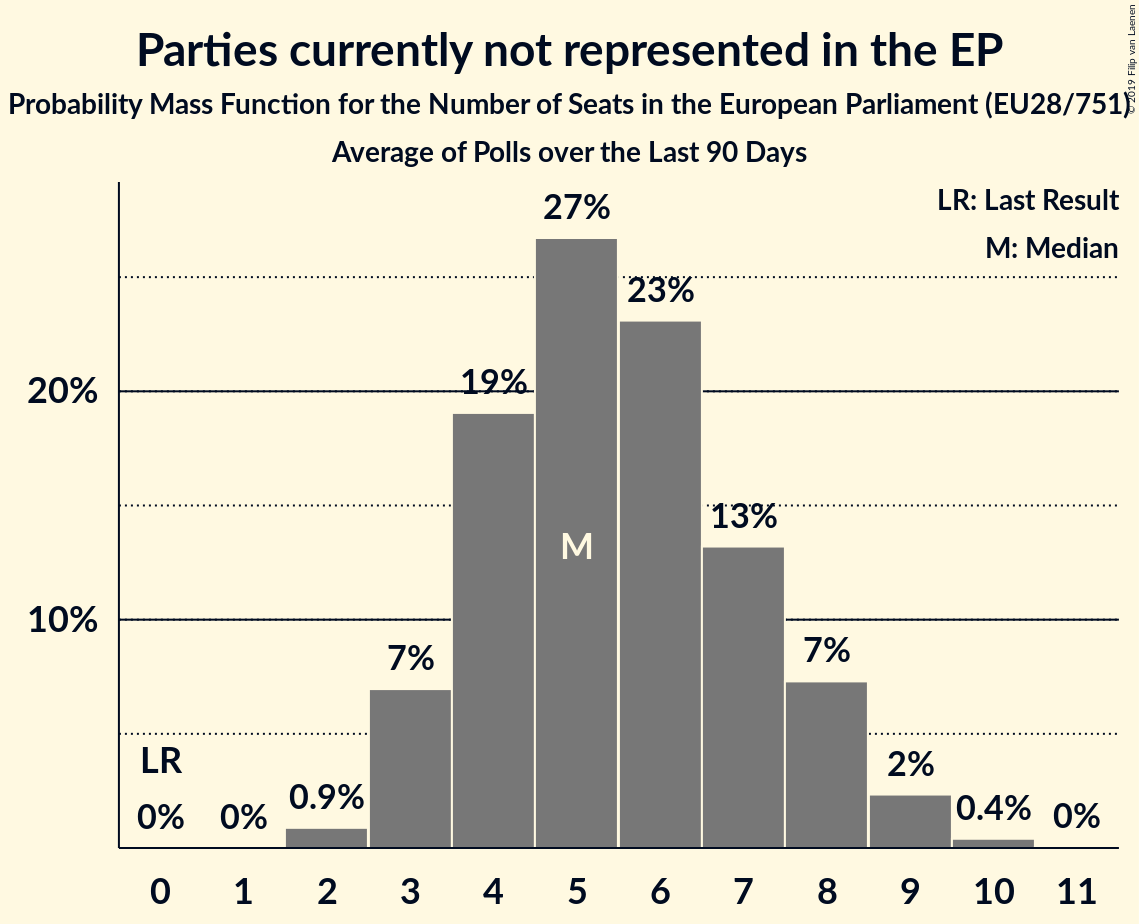 Parties currently not represented in the EP
Probability Mass Function for the Number of Seats in the European Parliament (EU28/751)
Average of Polls over the Last 90 Days
© 2019 Filip van Laenen
LR: Last Result
M: Median
27%
23%
20%
19%
13%
M
10%
7%
7%
LR
2%
0%
0%
0.9%
0.4%
0%
0 1 2 3 4 5 6 7 8 9 10 11